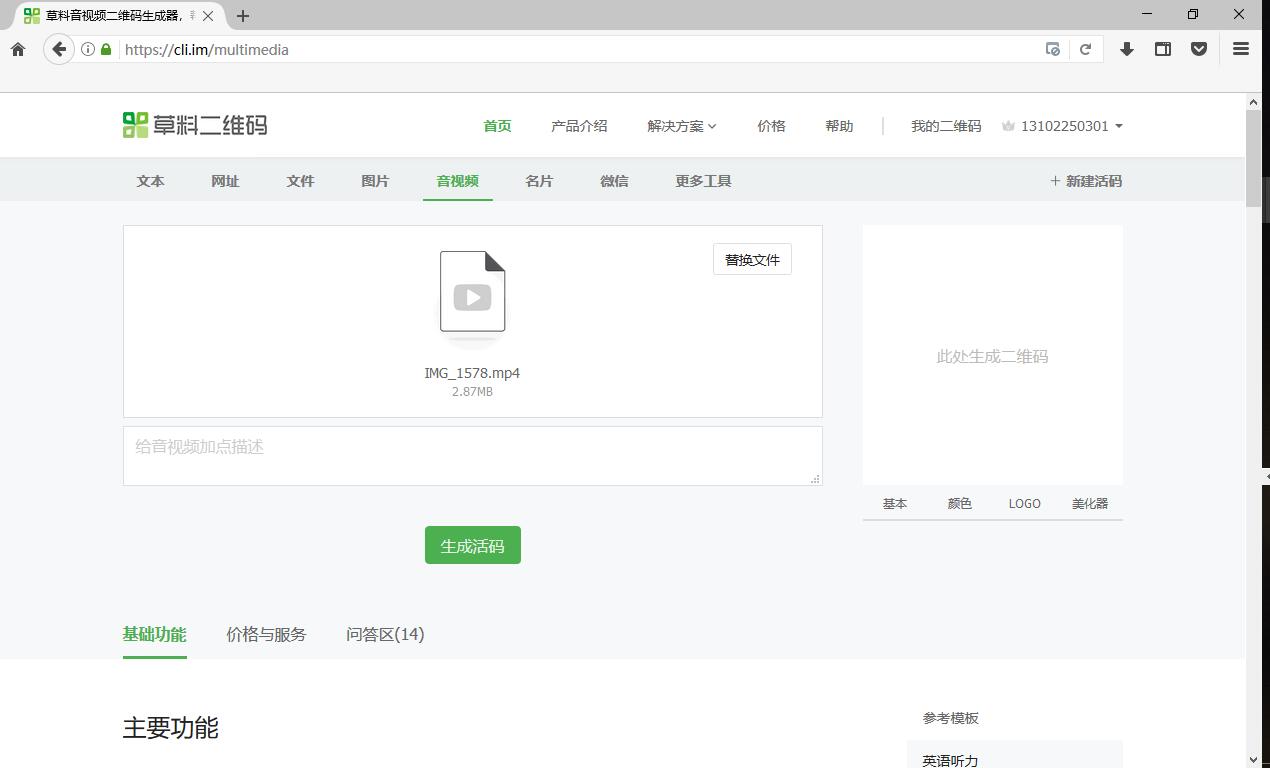 草料音视频二维码生成器,
https://cli.im/multimedia
草料二维码
首页 产品介绍 解决方案 价格 帮助 我的二维码 13102250301
文本 网址 文件 图片 音视频 名片 微信 更多工具 + 新建活码
替换文件
IMG_1578.mp4
2.87MB
此处生成二维码
给音视频加点描述
基本 颜色 LOGO 美化器
生成活码
基础功能 价格与服务 问答区(14)
主要功能
参考模板
英语听力